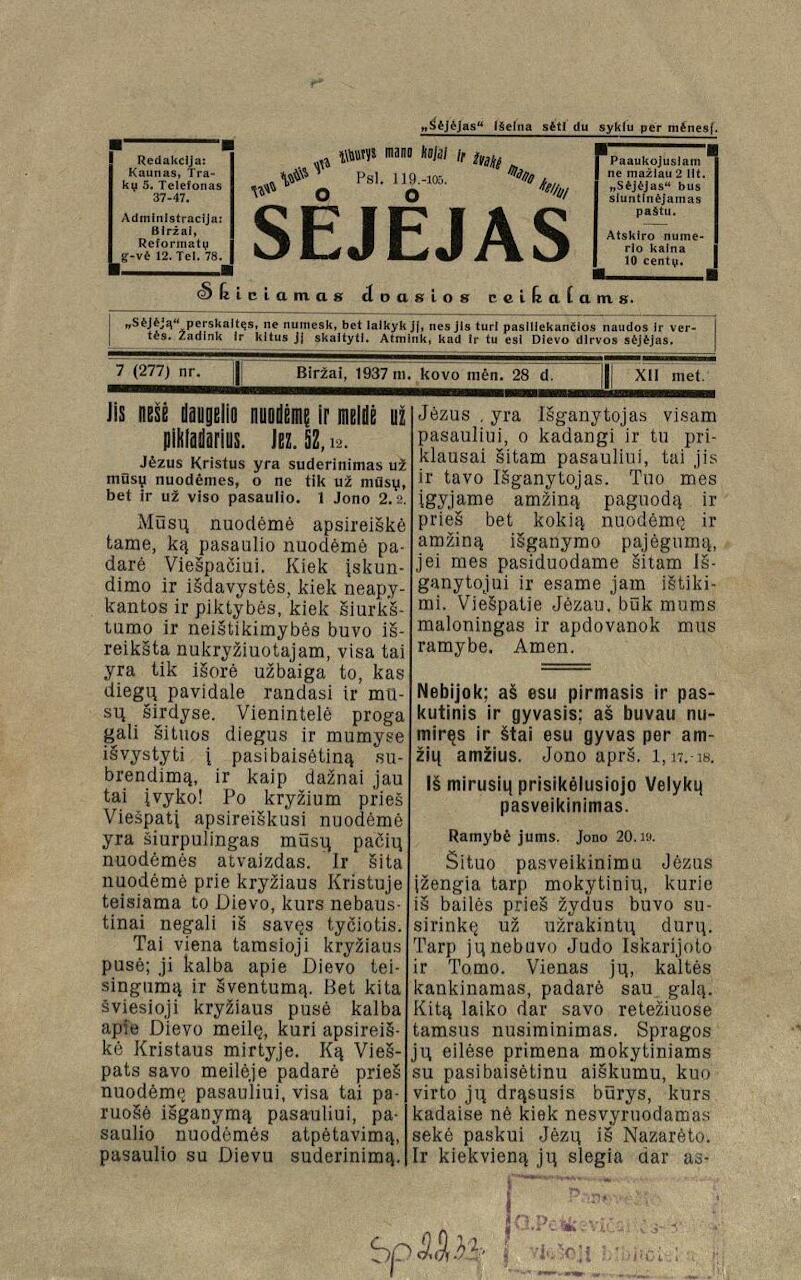 „Sėjėjas“ išeina sėti du sykiu per mėnesį.
Redakcija:
Kaunas, Tra-
kų 5. Telefonas
37-47.
Administracija:
Biržai,
Reformatų
g-vė 12. Tel. 78.
Tavo žodis yra žiburys mano kojai ir žvakė mano keliui
Psl. 119.-105.
SĖJĖJAS
Skiriamas dvasios reikalams.
Paaukojusiam
ne mažiau 2 lit.
„Sėjėjas“ bus
siuntinėjamas
paštu.
Atskiro nume-
rio kaina
10 centų.
„Sėjėją“ perskaitęs, ne numesk, bet laikyk jį, nes jis turi pasiliekančios naudos ir ver-
tės. Žadink ir kitus jį skaityti. Atmink, kad ir tu esi Dievo dirvos sėjėjas.
7 (277) nr.
Biržai, 1937 m. kovo mėn. 28 d.
XII met.
Jis nešė daugelio nuodėmę ir meldė už
piktadarius. Jez. 52, 12.
Jėzus Kristus yra suderinimas už
mūsų nuodėmes, o ne tik už mūsų,
bet ir už viso pasaulio. 1 Jono 2.2.
Mūsų nuodėmė apsireiškė
tame, ką pasaulio nuodėmė pa-
darė Viešpačiui. Kiek įskun-
dimo ir išdavystės, kiek neapy-
kantos ir piktybės, kiek šiurkš-
tumo ir neištikimybės buvo iš-
reikšta nukryžiuotajam, visa tai
yra tik išorė užbaiga to, kas
diegų pavidale randasi ir mū-
sų širdyse. Vienintelė proga
gali šituos diegus ir mumyse
išvystyti į pasibaisėtiną su-
brendimą, ir kaip dažnai jau
tai įvyko! Po kryžium prieš
Viešpatį apsireiškusi nuodėmė
yra šiurpulingas mūsų pačių
nuodėmės atvaizdas. Ir šita
nuodėmė prie kryžiaus Kristuje
teisiama to Dievo, kurs nebaus-
tinai negali iš savęs tyčiotis.
Tai viena tamsioji kryžiaus
pusė; ji kalba apie Dievo tei-
singumą ir šventumą. Bet kita
šviesioji kryžiaus pusė kalba
apie Dievo meilę, kuri apsireiš-
kė Kristaus mirtyje. Ką Vieš-
pats savo meilėje padarė prieš
nuodėmę pasauliui, visa tai pa-
ruošė išganymą pasauliui, pa-
saulio nuodėmės atpėtavimą,
pasaulio su Dievu suderinimą.
Jėzus yra Išganytojas visam
pasauliui, o kadangi ir tu pri-
klausai šitam pasauliui, tai jis
ir tavo Išganytojas. Tuo mes
įgyjame amžiną paguodą ir
prieš bet kokią nuodėmę ir
amžiną išganymo pajėgumą,
jei mes pasiduodame šitam Iš-
ganytojui ir esame jam ištiki-
mi. Viešpatie Jėzau, būk mums
maloningas ir apdovanok mus
ramybe. Amen.
Nebijok; aš esu pirmasis ir pas-
kutinis ir gyvasis; aš buvau nu-
miręs ir štai esu gyvas per am-
žių amžius. Jono aprš. 1, 17.-18.
Iš mirusių prisikėlusiojo Velykų
pasveikinimas.
Ramybė jums. Jono 20.19.
Šituo pasveikinimu Jėzus
įžengia tarp mokytinių, kurie
iš bailės prieš žydus buvo su-
sirinkę už užrakintų durų.
Tarp jų nebuvo Judo Iskarijoto
ir Tomo. Vienas jų, kaltės
kankinamas, padarė sau galą.
Kitą laiko dar savo retežiuose
tamsus nusiminimas. Spragos
jų eilėse primena mokytiniams
su pasibaisėtinu aiškumu, kuo
virto jų drąsusis būrys, kurs
kadaise nė kiek nesvyruodamas
sekė paskui Jėzų iš Nazarėto.
Ir kiekvieną jų slegia dar as-
Sp2233
viešoji biblioteka